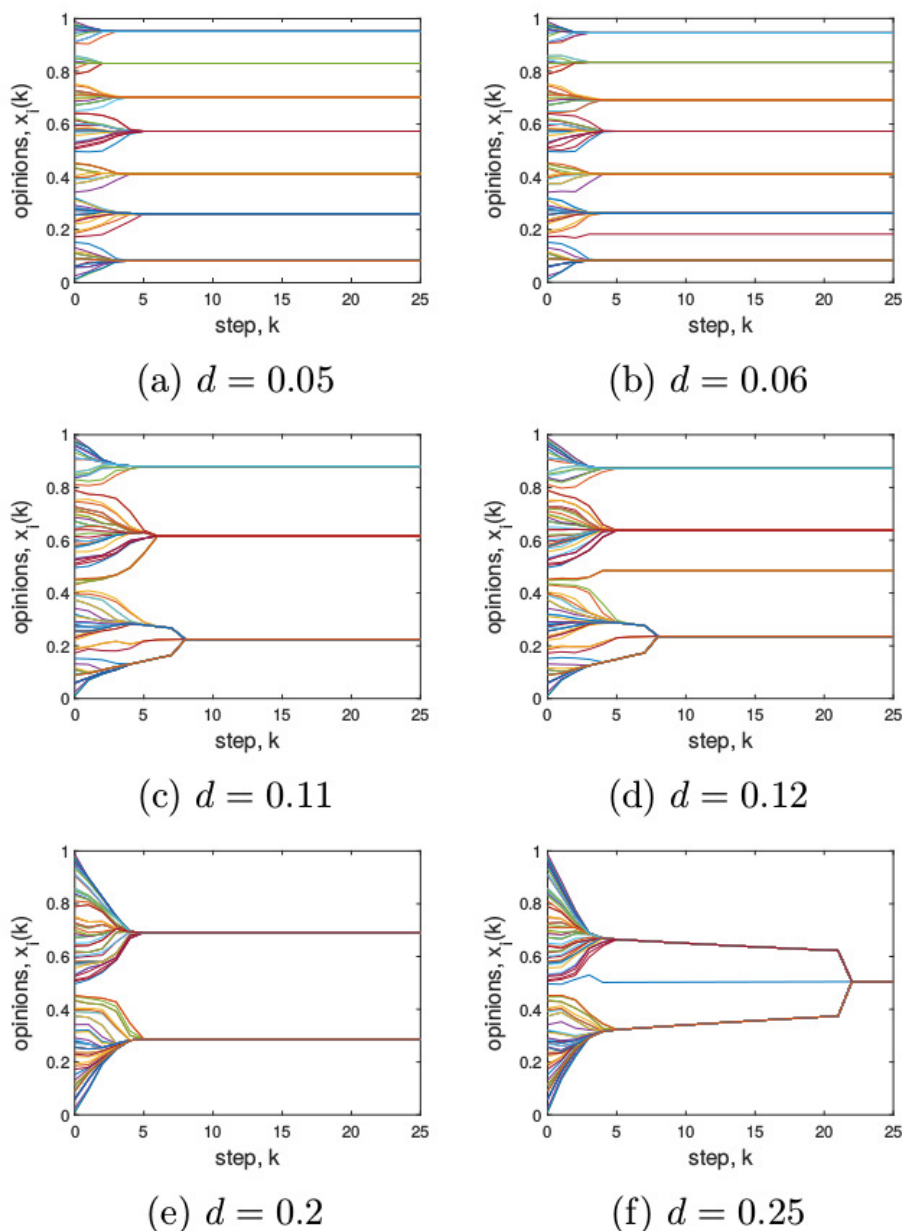 1
0.8
0.6
0.4
0.2
0
0 5 10 15 20 25
opinions, x_i(k)
step, k
(a) d = 0.05
1
0.8
0.6
0.4
0.2
0
0 5 10 15 20 25
opinions, x_i(k)
step, k
(b) d = 0.06
1
0.8
0.6
0.4
0.2
0
0 5 10 15 20 25
opinions, x_i(k)
step, k
(c) d = 0.11
1
0.8
0.6
0.4
0.2
0
0 5 10 15 20 25
opinions, x_i(k)
step, k
(d) d = 0.12
1
0.8
0.6
0.4
0.2
0
0 5 10 15 20 25
opinions, x_i(k)
step, k
(e) d = 0.2
1
0.8
0.6
0.4
0.2
0
0 5 10 15 20 25
opinions, x_i(k)
step, k
(f) d = 0.25